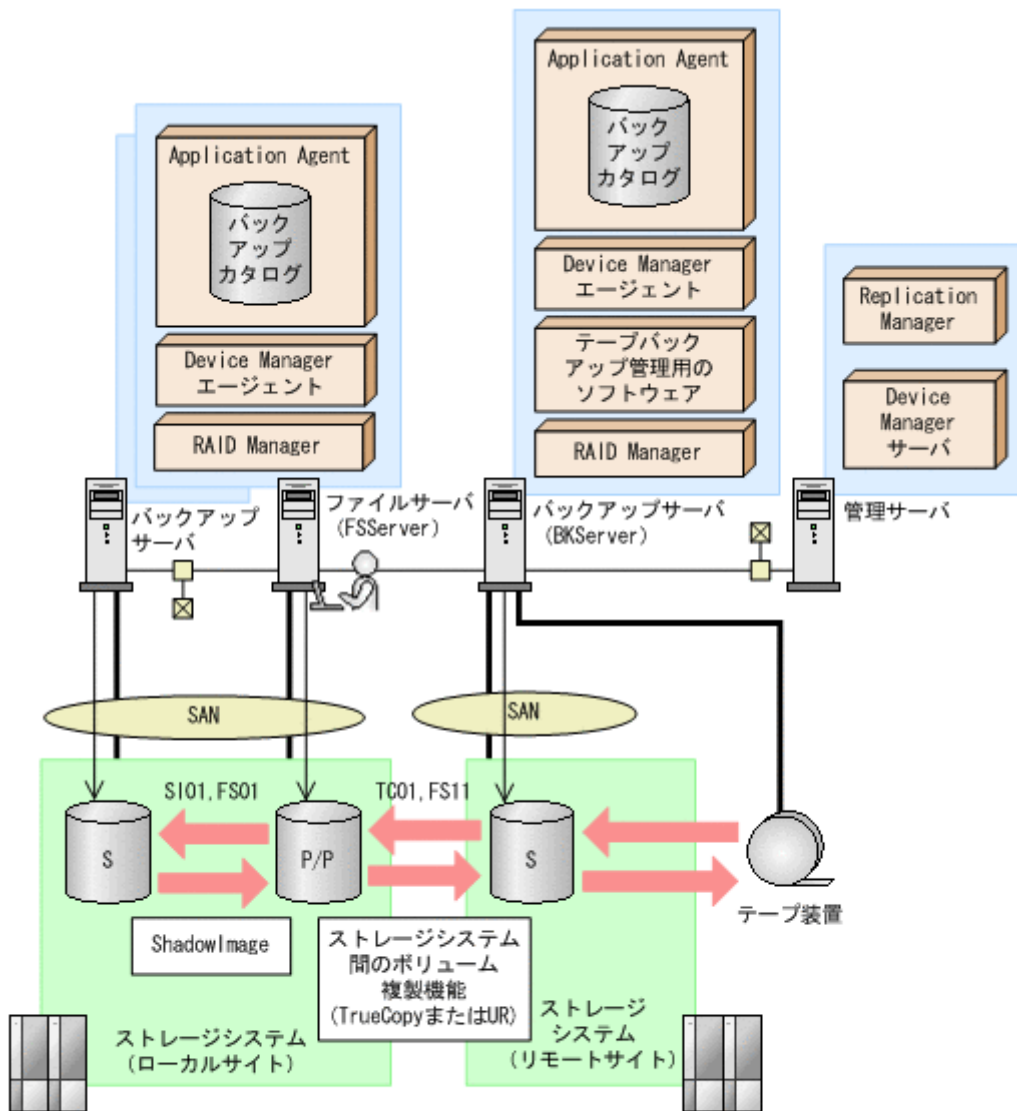 Application Agent
バック
アップ
カタログ
Device Manager
エージェント
RAID Manager
Application Agent
バック
アップ
カタログ
Device Manager
エージェント
テープバック
アップ管理用の
ソフトウェア
RAID Manager
Replication
Manager
Device
Manager
サーバ
バックアップ
サーバ
ファイルサーバ
(FSServer)
バックアップサーバ
(BKServer)
管理サーバ
SAN
SAN
SI01,FS01
TC01,FS11
S
P/P
S
テープ装置
ShadowImage
ストレージシステム
間のボリューム
複製機能
(TrueCopyまたはUR)
ストレージシステム
(ローカルサイト)
ストレージ
システム
(リモートサイト)